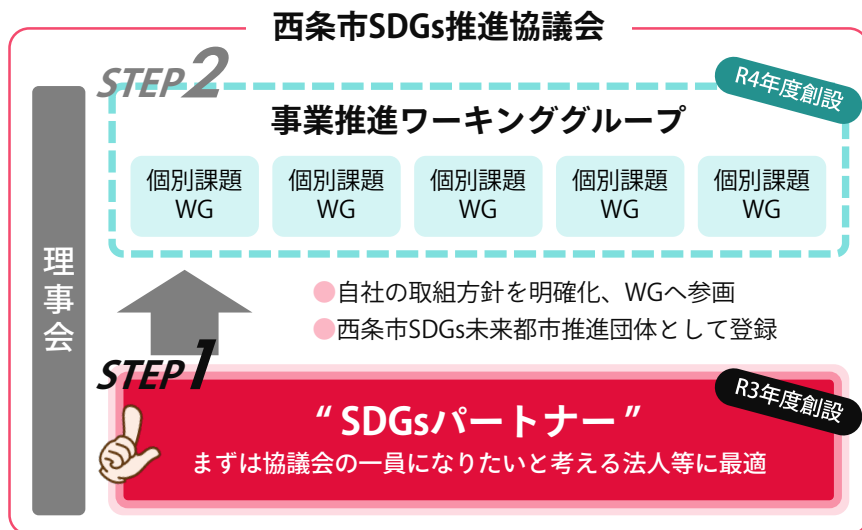 西条市SDGs推進協議会
理事会
STEP2
R4年度創設
事業推進ワーキンググループ
個別課題
WG
個別課題
WG
個別課題
WG
個別課題
WG
個別課題
WG
●自社の取組方針を明確化、WGへ参画
●西条市SDGs未来都市推進団体として登録
STEP1
R3年度創設
“ SDGsパートナー ”
まずは協議会の一員になりたいと考える法人等に最適